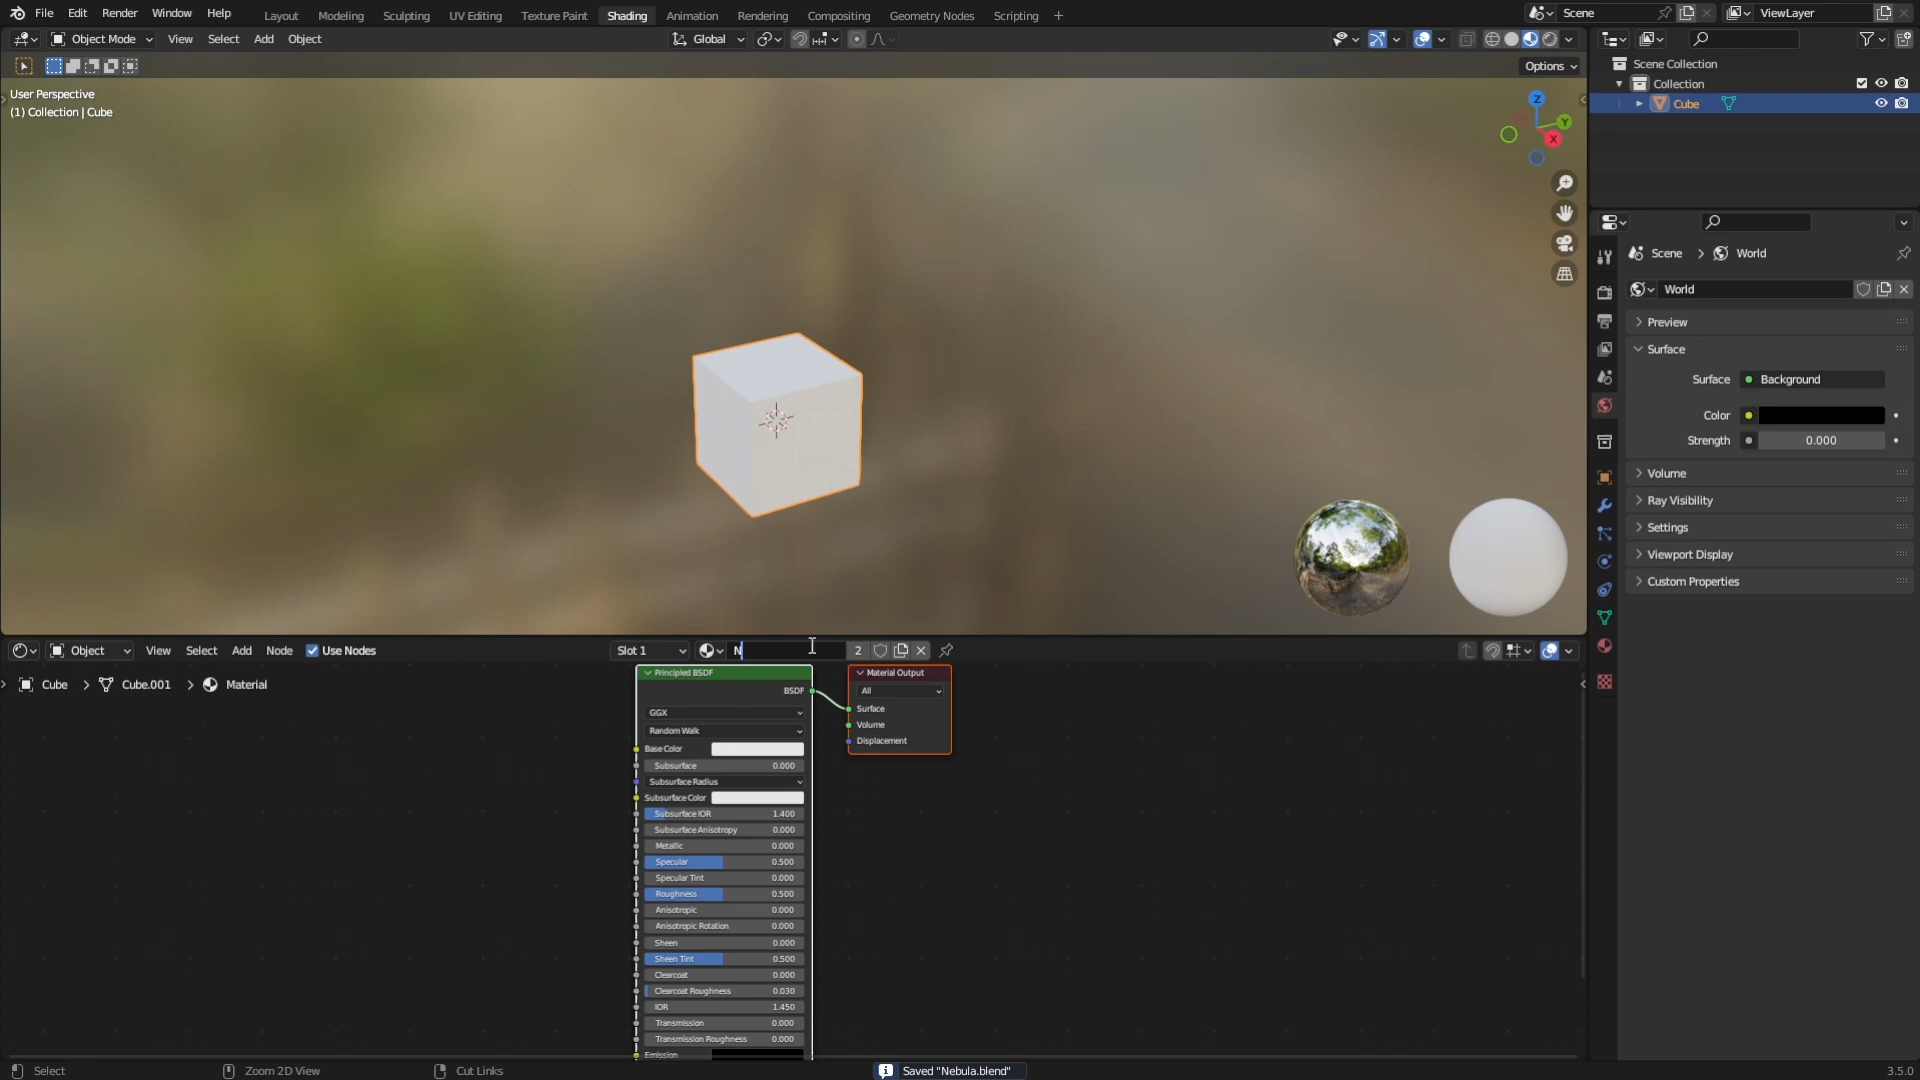 File Edit Render Window Help Layout Modeling Sculpting UV Editing Texture Paint Shading Animation Rendering Compositing Geometry Nodes Scripting + Scene ViewLayer
Object Mode View Select Add Object Global
Options
User Perspective
(1) Collection | Cube
Z
Y
X
Scene Collection
Collection
Cube
Scene > World
World
Preview
Surface
Surface Background
Color
Strength 0.000
Volume
Ray Visibility
Settings
Viewport Display
Custom Properties
Object View Select Add Node Use Nodes Slot 1 N 2
Cube > Cube.001 > Material
Principled BSDF
BSDF
GGX
Random Walk
Base Color
Subsurface 0.000
Subsurface Radius
Subsurface Color
Subsurface IOR 1.400
Subsurface Anisotropy 0.000
Metallic 0.000
Specular 0.500
Specular Tint 0.000
Roughness 0.500
Anisotropic 0.000
Anisotropic Rotation 0.000
Sheen 0.000
Sheen Tint 0.500
Clearcoat 0.000
Clearcoat Roughness 0.030
IOR 1.450
Transmission 0.000
Transmission Roughness 0.000
Emission
Material Output
All
Surface
Volume
Displacement
Select Zoom 2D View Cut Links Saved "Nebula.blend" 3.5.0